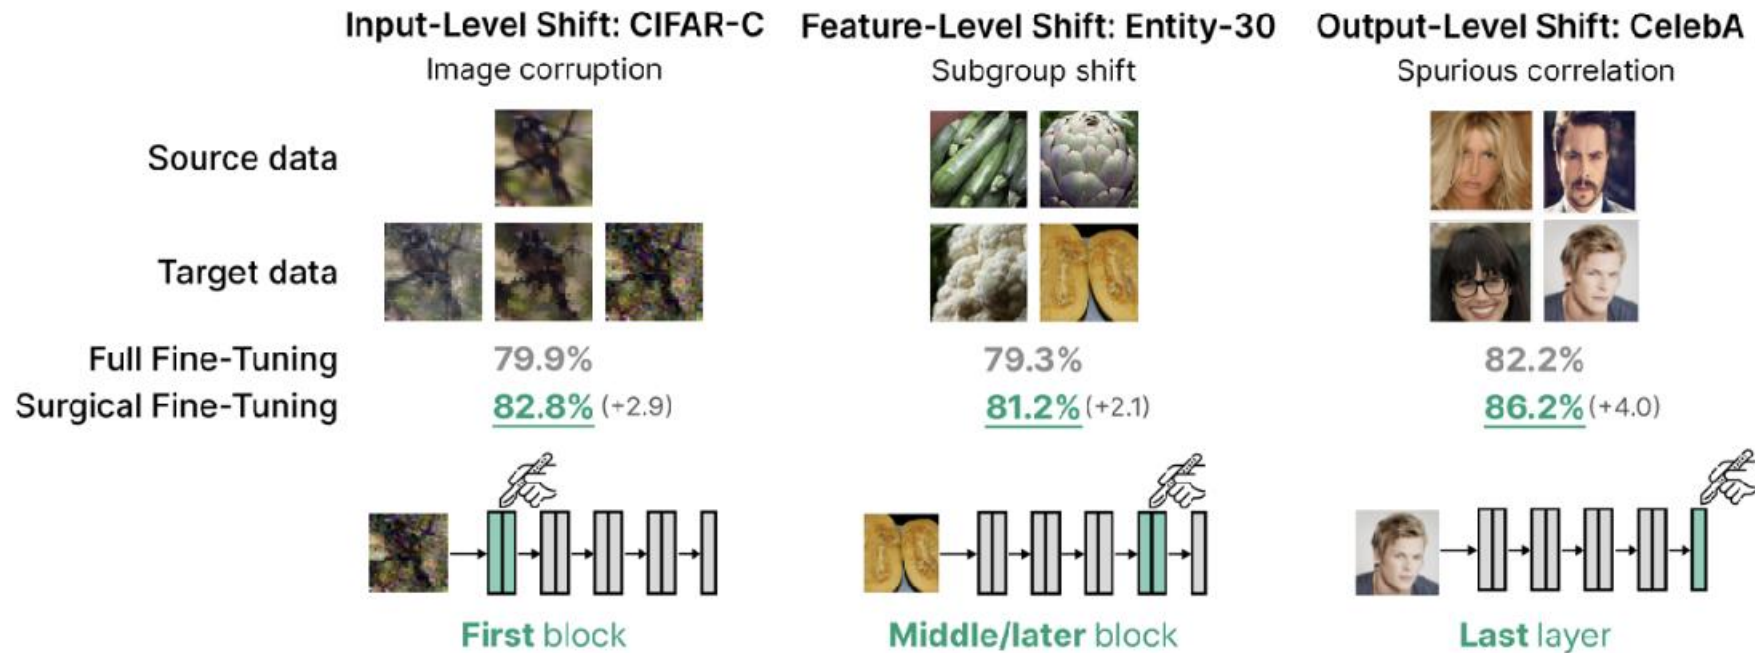 Input-Level Shift: CIFAR-C
Image corruption
Feature-Level Shift: Entity-30
Subgroup shift
Output-Level Shift: CelebA
Spurious correlation
Source data
Target data
Full Fine-Tuning 79.9% 79.3% 82.2%
Surgical Fine-Tuning 82.8% (+2.9) 81.2% (+2.1) 86.2% (+4.0)
First block
Middle/later block
Last layer